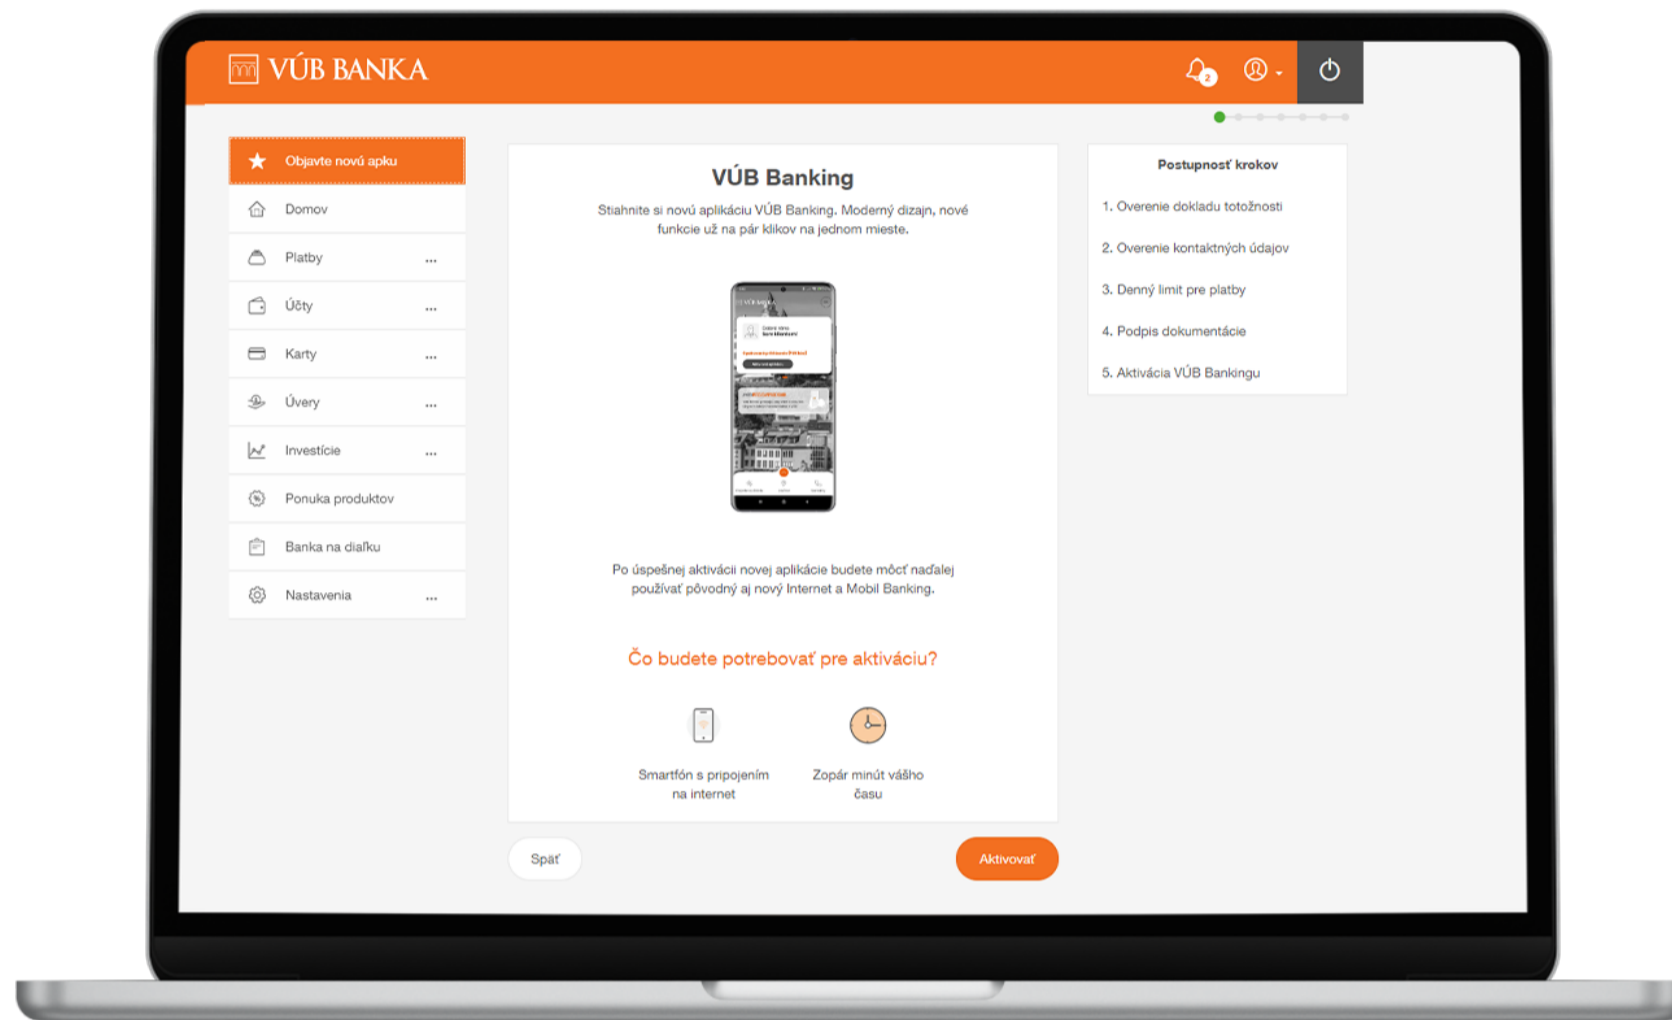 VÚB BANKA
2
Objavte novú apku
Domov
Platby
...
Účty
...
Karty
...
Úvery
...
Investície
...
Ponuka produktov
Banka na diaľku
Nastavenia
...
VÚB Banking
Stiahnite si novú aplikáciu VÚB Banking. Moderný dizajn, nové
funkcie už na pár klikov na jednom mieste.
VÚB BANKA
Po úspešnej aktivácii novej aplikácie budete môcť naďalej
používať pôvodný aj nový Internet a Mobil Banking.
Čo budete potrebovať pre aktiváciu?
Smartfón s pripojením
na internet
Zopár minút vášho
času
Späť
Aktivovať
Postupnosť krokov
1. Overenie dokladu totožnosti
2. Overenie kontaktných údajov
3. Denný limit pre platby
4. Podpis dokumentácie
5. Aktivácia VÚB Bankingu